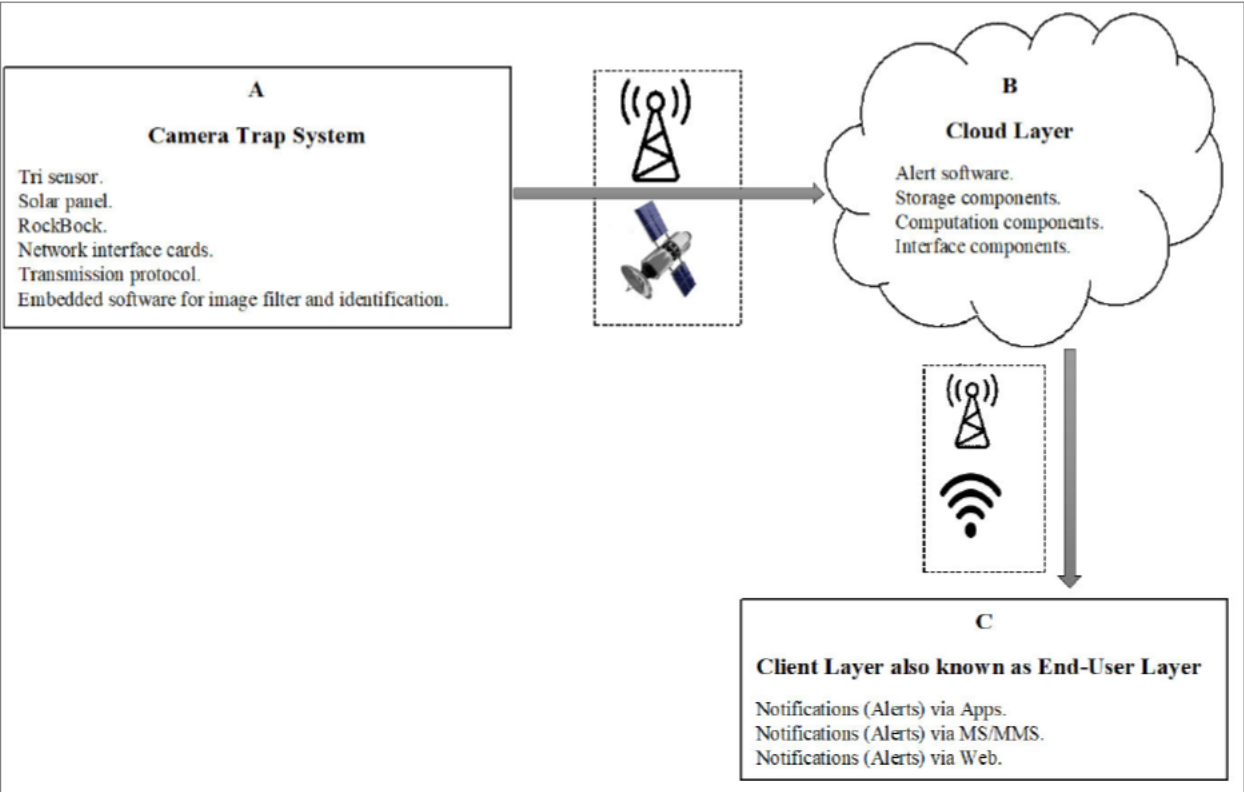 A
Camera Trap System
Tri sensor.
Solar panel.
RockBock.
Network interface cards.
Transmission protocol.
Embedded software for image filter and identification.
B
Cloud Layer
Alert software.
Storage components.
Computation components.
Interface components.
C
Client Layer also known as End-User Layer
Notifications (Alerts) via Apps.
Notifications (Alerts) via MS/MMS.
Notifications (Alerts) via Web.